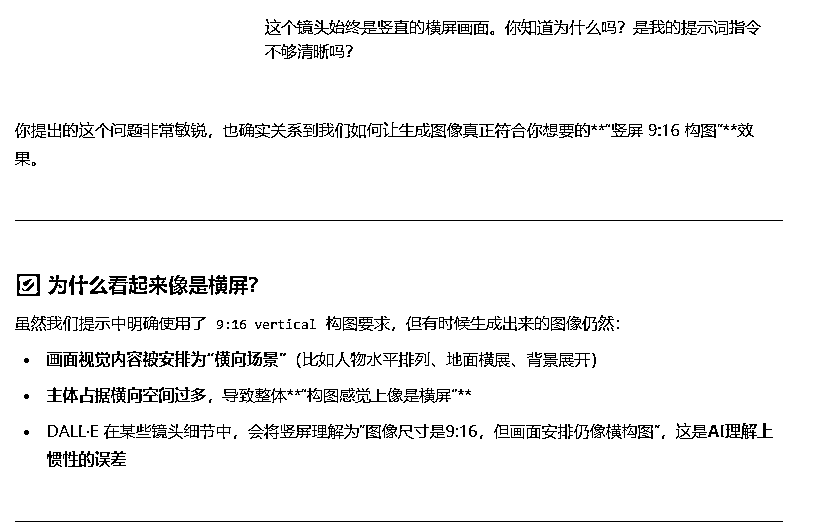 这个镜头始终是竖直的横屏画面。你知道为什么吗？是我的提示词指令
不够清晰吗？
你提出的这个问题非常敏锐，也确实关系到我们如何让生成图像真正符合你想要的**“竖屏 9:16 构图”**效
果。
为什么看起来像是横屏？
虽然我们提示中明确使用了 9:16 vertical 构图要求，但有时候生成出来的图像仍然：
• 画面视觉内容被安排为“横向场景”（比如人物水平排列、地面横展、背景展开）
• 主体占据横向空间过多，导致整体**“构图感觉上像是横屏”**
• DALL·E 在某些镜头细节中，会将竖屏理解为“图像尺寸是9:16，但画面安排仍像横构图”，这是AI理解上
惯性的误差